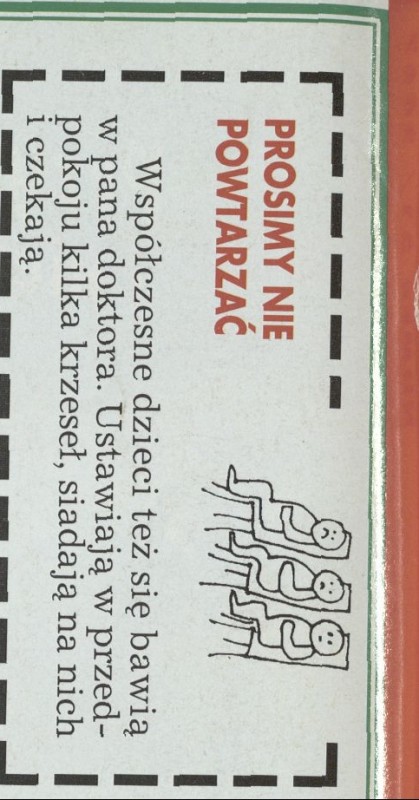 PROSIMY NIE
POWTARZAĆ
Współczesne dzieci też się bawią
w pana doktora. Ustawiają w przed-
pokoju kilka krzeseł, siadają na nich
i czekają.